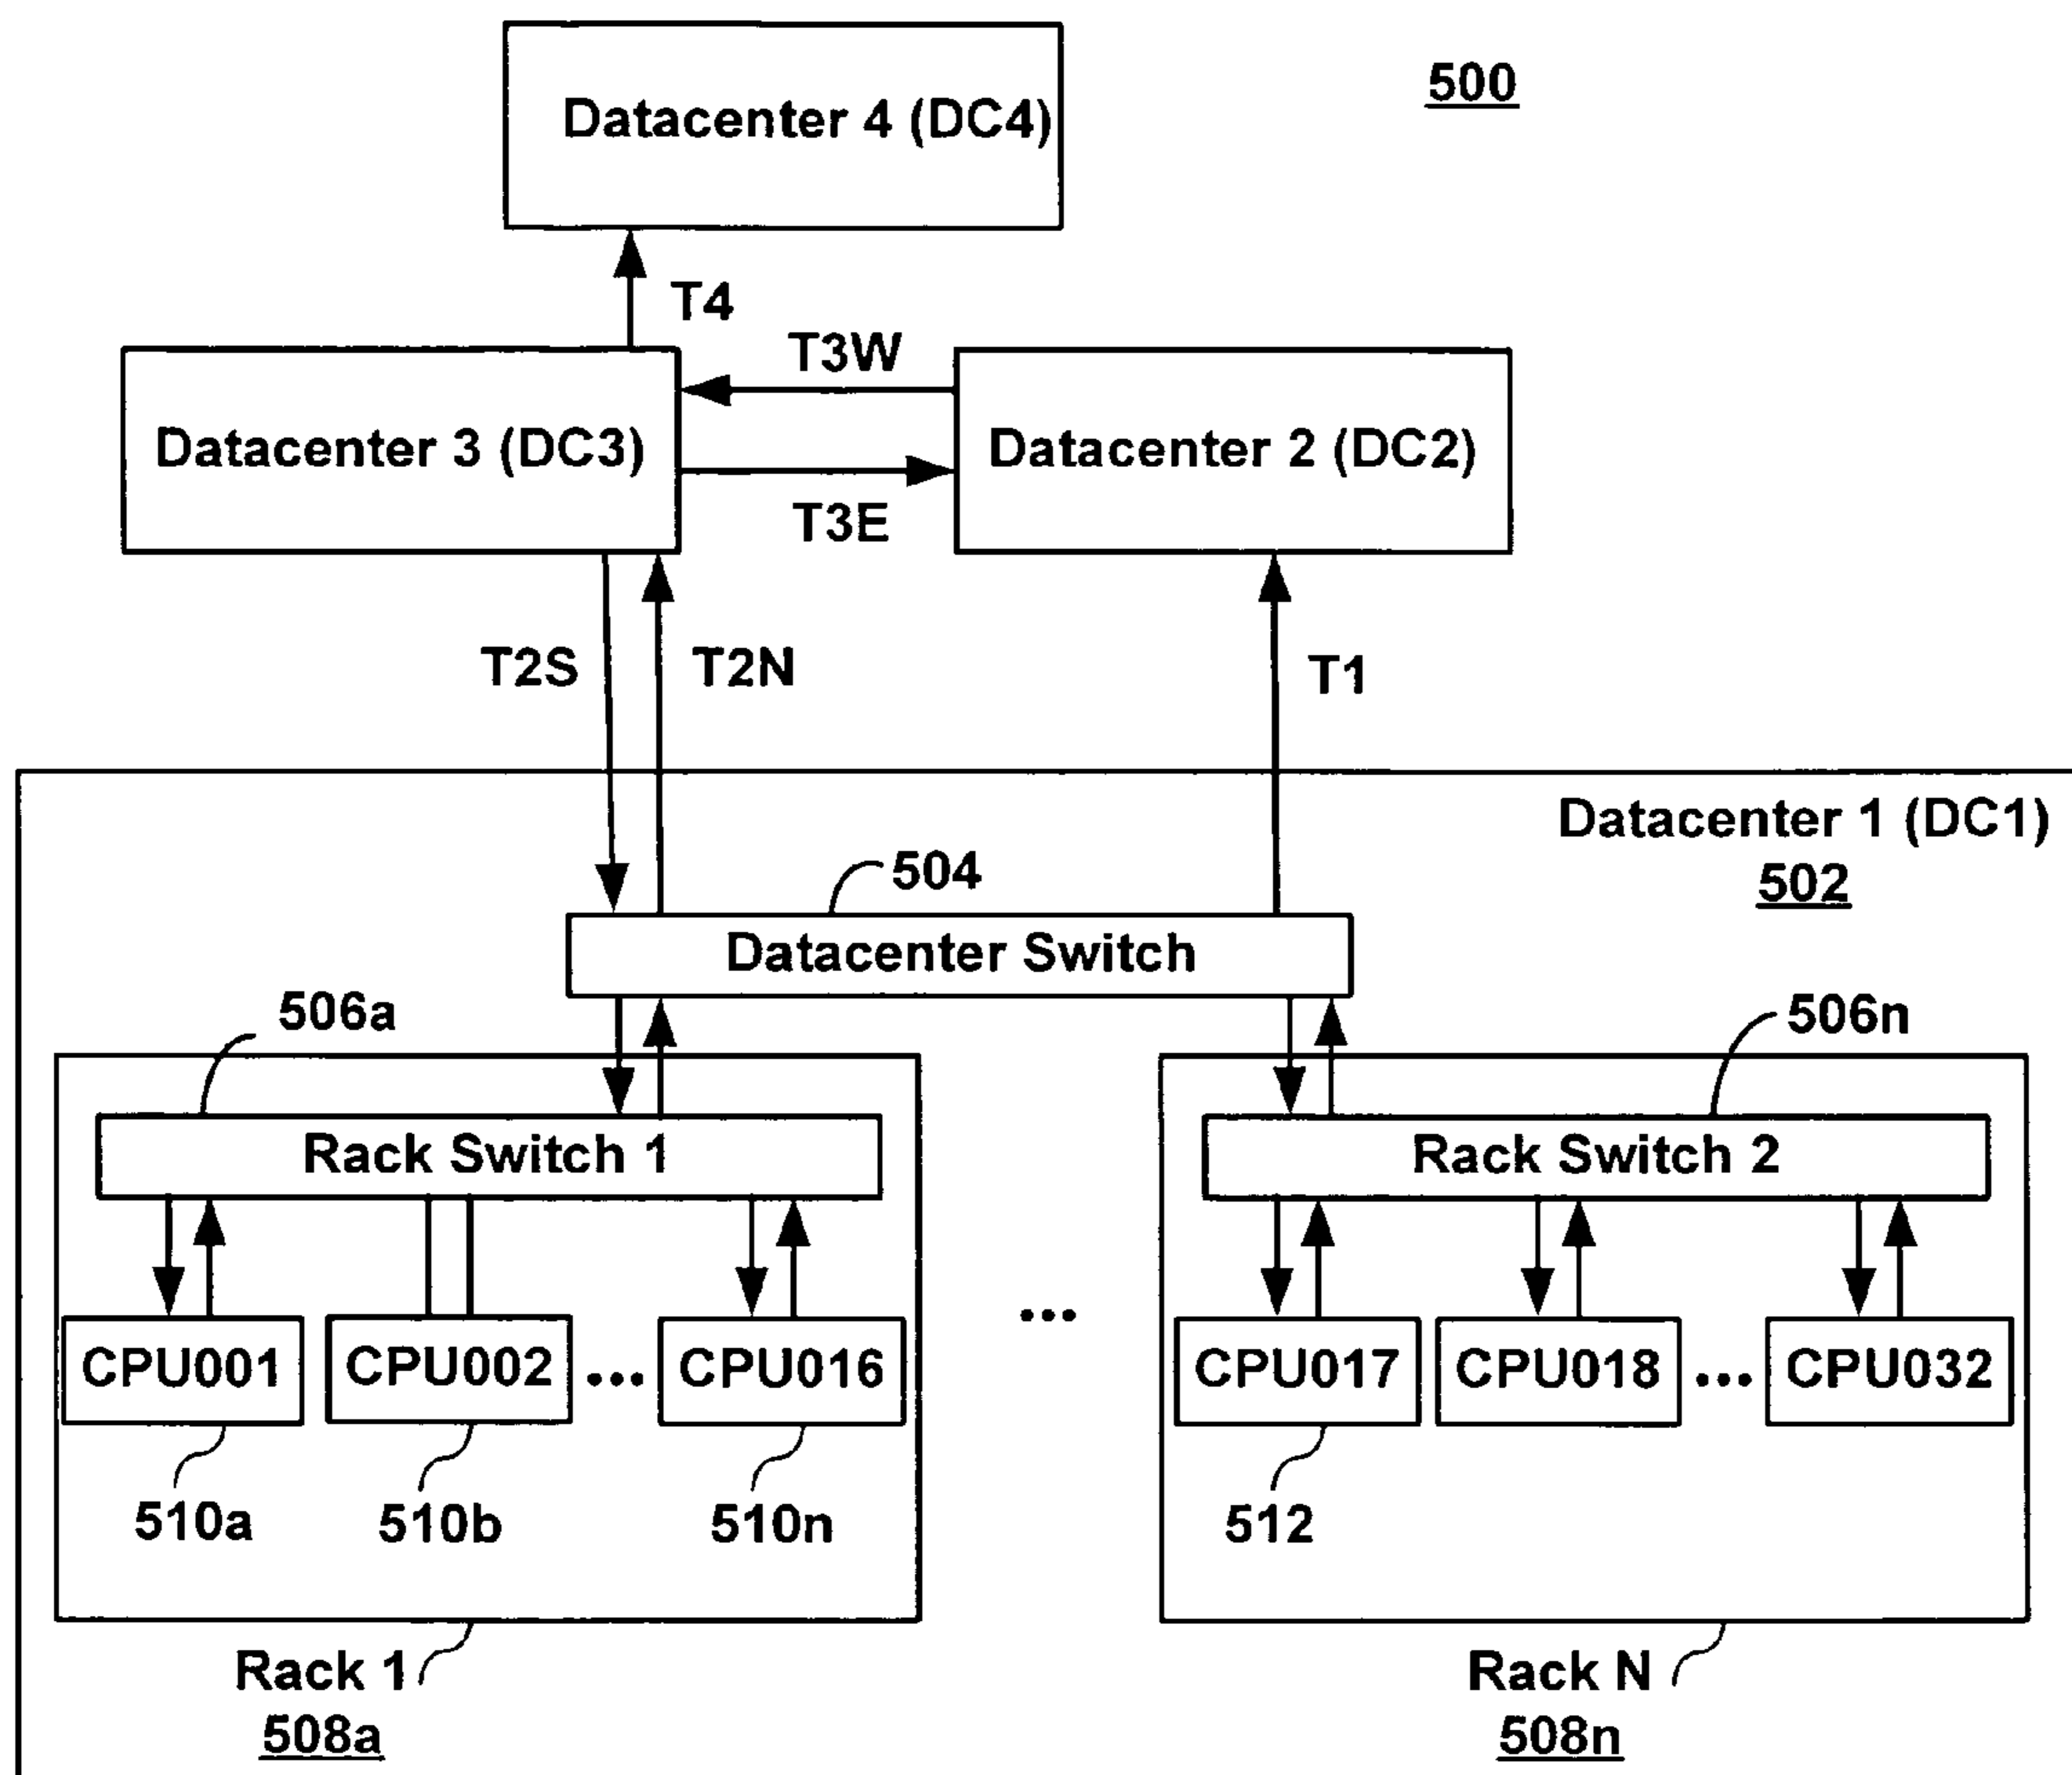 500
Datacenter 4 (DC4)
T4
T3W
Datacenter 3 (DC3)
Datacenter 2 (DC2)
T3E
T2S
T2N
T1
Datacenter 1 (DC1)
502
504
Datacenter Switch
506a
506n
Rack Switch 1
Rack Switch 2
...
CPU001
CPU002
...
CPU016
CPU017
CPU018
...
CPU032
510a
510b
510n
512
Rack 1
508a
Rack N
508n